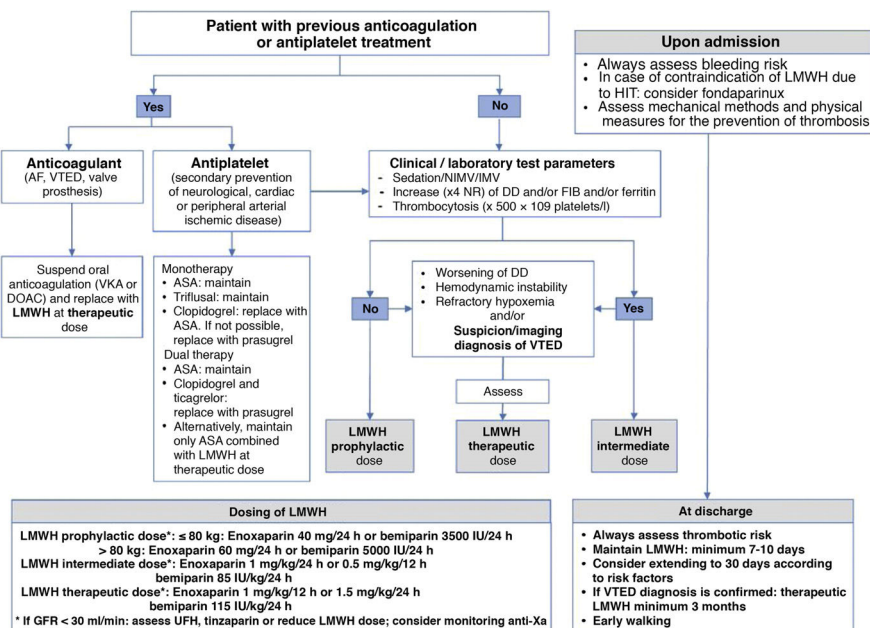 Patient with previous anticoagulation
or antiplatelet treatment
Upon admission
• Always assess bleeding risk
• In case of contraindication of LMWH due
to HIT: consider fondaparinux
• Assess mechanical methods and physical
measures for the prevention of thrombosis
Yes
No
Anticoagulant
(AF, VTED, valve
prosthesis)
Antiplatelet
(secondary prevention
of neurological, cardiac
or peripheral arterial
ischemic disease)
Clinical / laboratory test parameters
- Sedation/NIMV/IMV
- Increase (x4 NR) of DD and/or FIB and/or ferritin
- Thrombocytosis (x 500 × 109 platelets/l)
Suspend oral
anticoagulation (VKA or
DOAC) and replace with
LMWH at therapeutic
dose
Monotherapy
• ASA: maintain
• Triflusal: maintain
• Clopidogrel: replace with
ASA. If not possible,
replace with prasugrel
Dual therapy
• ASA: maintain
• Clopidogrel and
ticagrelor:
replace with prasugrel
• Alternatively, maintain
only ASA combined
with LMWH at
therapeutic dose
No
• Worsening of DD
• Hemodynamic instability
• Refractory hypoxemia
and/or
Suspicion/imaging
diagnosis of VTED
Yes
Assess
LMWH
prophylactic
dose
LMWH
therapeutic
dose
LMWH
intermediate
dose
Dosing of LMWH
LMWH prophylactic dose*: ≤ 80 kg: Enoxaparin 40 mg/24 h or bemiparin 3500 IU/24 h
> 80 kg: Enoxaparin 60 mg/24 h or bemiparin 5000 IU/24 h
LMWH intermediate dose*: Enoxaparin 1 mg/kg/24 h or 0.5 mg/kg/12 h
bemiparin 85 IU/kg/24 h
LMWH therapeutic dose*: Enoxaparin 1 mg/kg/12 h or 1.5 mg/kg/24 h
bemiparin 115 IU/kg/24 h
* If GFR < 30 ml/min: assess UFH, tinzaparin or reduce LMWH dose; consider monitoring anti-Xa
At discharge
• Always assess thrombotic risk
• Maintain LMWH: minimum 7-10 days
• Consider extending to 30 days according
to risk factors
• If VTED diagnosis is confirmed: therapeutic
LMWH minimum 3 months
• Early walking